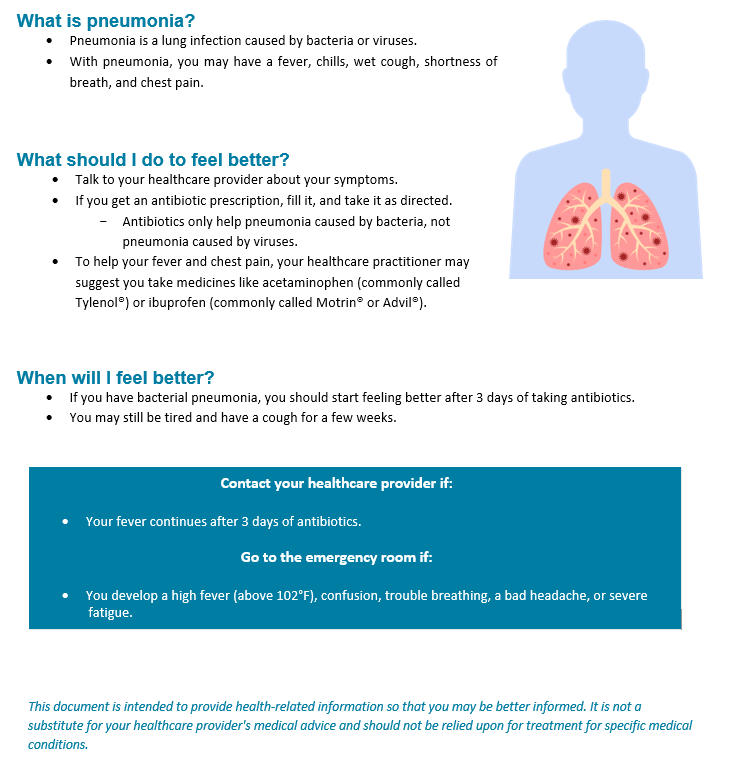 What is pneumonia?
• Pneumonia is a lung infection caused by bacteria or viruses.
• With pneumonia, you may have a fever, chills, wet cough, shortness of
breath, and chest pain.
What should I do to feel better?
• Talk to your healthcare provider about your symptoms.
• If you get an antibiotic prescription, fill it, and take it as directed.
− Antibiotics only help pneumonia caused by bacteria, not
pneumonia caused by viruses.
• To help your fever and chest pain, your healthcare practitioner may
suggest you take medicines like acetaminophen (commonly called
Tylenol®) or ibuprofen (commonly called Motrin® or Advil®).
When will I feel better?
• If you have bacterial pneumonia, you should start feeling better after 3 days of taking antibiotics.
• You may still be tired and have a cough for a few weeks.
Contact your healthcare provider if:
• Your fever continues after 3 days of antibiotics.
Go to the emergency room if:
• You develop a high fever (above 102°F), confusion, trouble breathing, a bad headache, or severe
fatigue.
This document is intended to provide health-related information so that you may be better informed. It is not a
substitute for your healthcare provider's medical advice and should not be relied upon for treatment for specific medical
conditions.